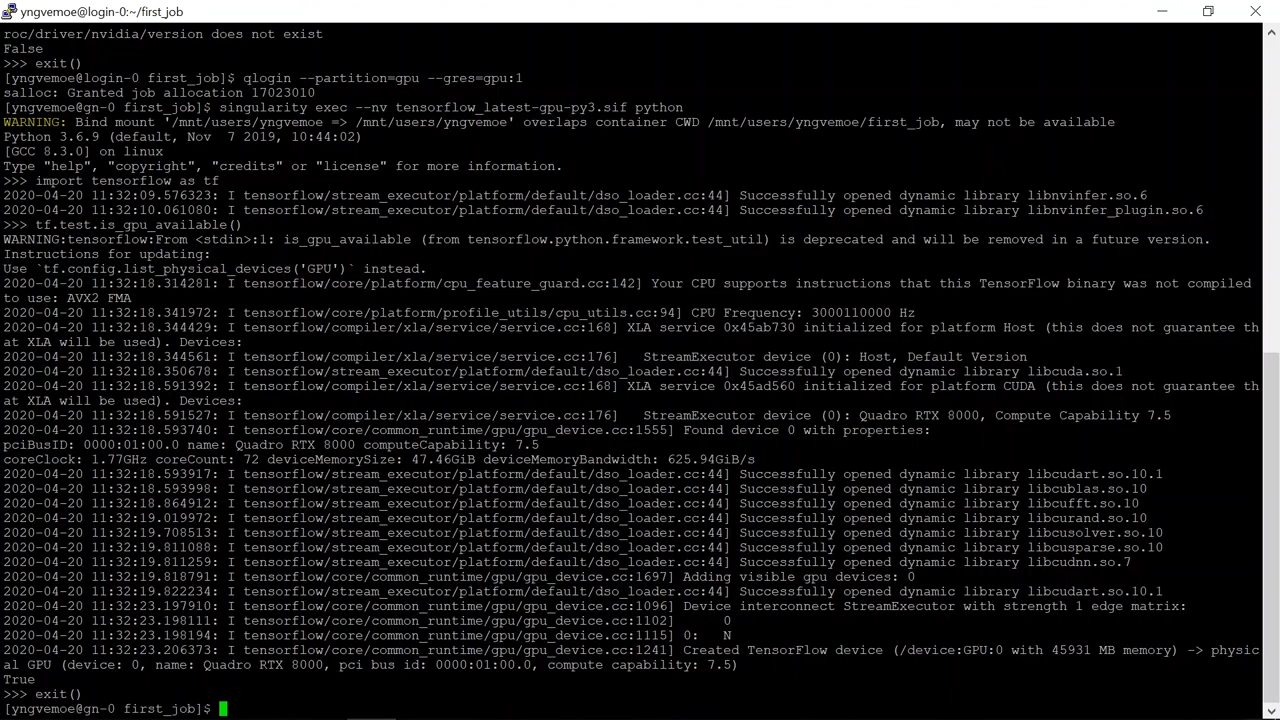 yngvemoe@login-0:~/first_job
roc/driver/nvidia/version does not exist
False
>>> exit()
[yngvemoe@login-0 first_job]$ qlogin --partition=gpu --gres=gpu:1
salloc: Granted job allocation 17023010
[yngvemoe@gn-0 first_job]$ singularity exec --nv tensorflow_latest-gpu-py3.sif python
WARNING: Bind mount '/mnt/users/yngvemoe => /mnt/users/yngvemoe' overlaps container CWD /mnt/users/yngvemoe/first_job, may not be available
Python 3.6.9 (default, Nov  7 2019, 10:44:02)
[GCC 8.3.0] on linux
Type "help", "copyright", "credits" or "license" for more information.
>>> import tensorflow as tf
2020-04-20 11:32:09.576323: I tensorflow/stream_executor/platform/default/dso_loader.cc:44] Successfully opened dynamic library libnvinfer.so.6
2020-04-20 11:32:10.061080: I tensorflow/stream_executor/platform/default/dso_loader.cc:44] Successfully opened dynamic library libnvinfer_plugin.so.6
>>> tf.test.is_gpu_available()
WARNING:tensorflow:From <stdin>:1: is_gpu_available (from tensorflow.python.framework.test_util) is deprecated and will be removed in a future version.
Instructions for updating:
Use `tf.config.list_physical_devices('GPU')` instead.
2020-04-20 11:32:18.314281: I tensorflow/core/platform/cpu_feature_guard.cc:142] Your CPU supports instructions that this TensorFlow binary was not compiled
to use: AVX2 FMA
2020-04-20 11:32:18.341972: I tensorflow/core/platform/profile_utils/cpu_utils.cc:94] CPU Frequency: 3000110000 Hz
2020-04-20 11:32:18.344429: I tensorflow/compiler/xla/service/service.cc:168] XLA service 0x45ab730 initialized for platform Host (this does not guarantee th
at XLA will be used). Devices:
2020-04-20 11:32:18.344561: I tensorflow/compiler/xla/service/service.cc:176]   StreamExecutor device (0): Host, Default Version
2020-04-20 11:32:18.350678: I tensorflow/stream_executor/platform/default/dso_loader.cc:44] Successfully opened dynamic library libcuda.so.1
2020-04-20 11:32:18.591392: I tensorflow/compiler/xla/service/service.cc:168] XLA service 0x45ad560 initialized for platform CUDA (this does not guarantee th
at XLA will be used). Devices:
2020-04-20 11:32:18.591527: I tensorflow/compiler/xla/service/service.cc:176]   StreamExecutor device (0): Quadro RTX 8000, Compute Capability 7.5
2020-04-20 11:32:18.593740: I tensorflow/core/common_runtime/gpu/gpu_device.cc:1555] Found device 0 with properties:
pciBusID: 0000:01:00.0 name: Quadro RTX 8000 computeCapability: 7.5
coreClock: 1.77GHz coreCount: 72 deviceMemorySize: 47.46GiB deviceMemoryBandwidth: 625.94GiB/s
2020-04-20 11:32:18.593917: I tensorflow/stream_executor/platform/default/dso_loader.cc:44] Successfully opened dynamic library libcudart.so.10.1
2020-04-20 11:32:18.593998: I tensorflow/stream_executor/platform/default/dso_loader.cc:44] Successfully opened dynamic library libcublas.so.10
2020-04-20 11:32:18.864912: I tensorflow/stream_executor/platform/default/dso_loader.cc:44] Successfully opened dynamic library libcufft.so.10
2020-04-20 11:32:19.019972: I tensorflow/stream_executor/platform/default/dso_loader.cc:44] Successfully opened dynamic library libcurand.so.10
2020-04-20 11:32:19.708513: I tensorflow/stream_executor/platform/default/dso_loader.cc:44] Successfully opened dynamic library libcusolver.so.10
2020-04-20 11:32:19.811088: I tensorflow/stream_executor/platform/default/dso_loader.cc:44] Successfully opened dynamic library libcusparse.so.10
2020-04-20 11:32:19.811259: I tensorflow/stream_executor/platform/default/dso_loader.cc:44] Successfully opened dynamic library libcudnn.so.7
2020-04-20 11:32:19.818791: I tensorflow/core/common_runtime/gpu/gpu_device.cc:1697] Adding visible gpu devices: 0
2020-04-20 11:32:19.822234: I tensorflow/stream_executor/platform/default/dso_loader.cc:44] Successfully opened dynamic library libcudart.so.10.1
2020-04-20 11:32:23.197910: I tensorflow/core/common_runtime/gpu/gpu_device.cc:1096] Device interconnect StreamExecutor with strength 1 edge matrix:
2020-04-20 11:32:23.198111: I tensorflow/core/common_runtime/gpu/gpu_device.cc:1102]      0
2020-04-20 11:32:23.198194: I tensorflow/core/common_runtime/gpu/gpu_device.cc:1115] 0:   N
2020-04-20 11:32:23.206373: I tensorflow/core/common_runtime/gpu/gpu_device.cc:1241] Created TensorFlow device (/device:GPU:0 with 45931 MB memory) -> physic
al GPU (device: 0, name: Quadro RTX 8000, pci bus id: 0000:01:00.0, compute capability: 7.5)
True
>>> exit()
[yngvemoe@gn-0 first_job]$